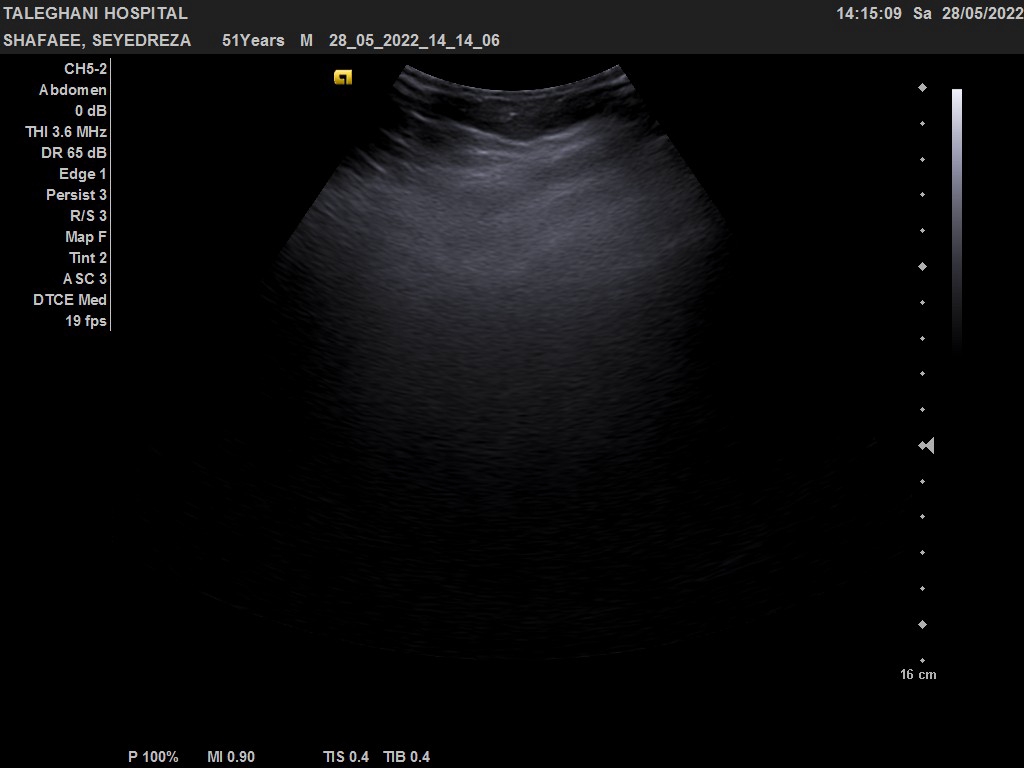 TALEGHANI HOSPITAL 14:15:09 Sa 28/05/2022
SHAFAEE, SEYEDREZA 51Years M 28_05_2022_14_14_06
CH5-2
Abdomen
0 dB
THI 3.6 MHz
DR 65 dB
Edge 1
Persist 3
R/S 3
Map F
Tint 2
ASC 3
DTCE Med
19 fps
16 cm
P 100% MI 0.90 TIS 0.4 TIB 0.4